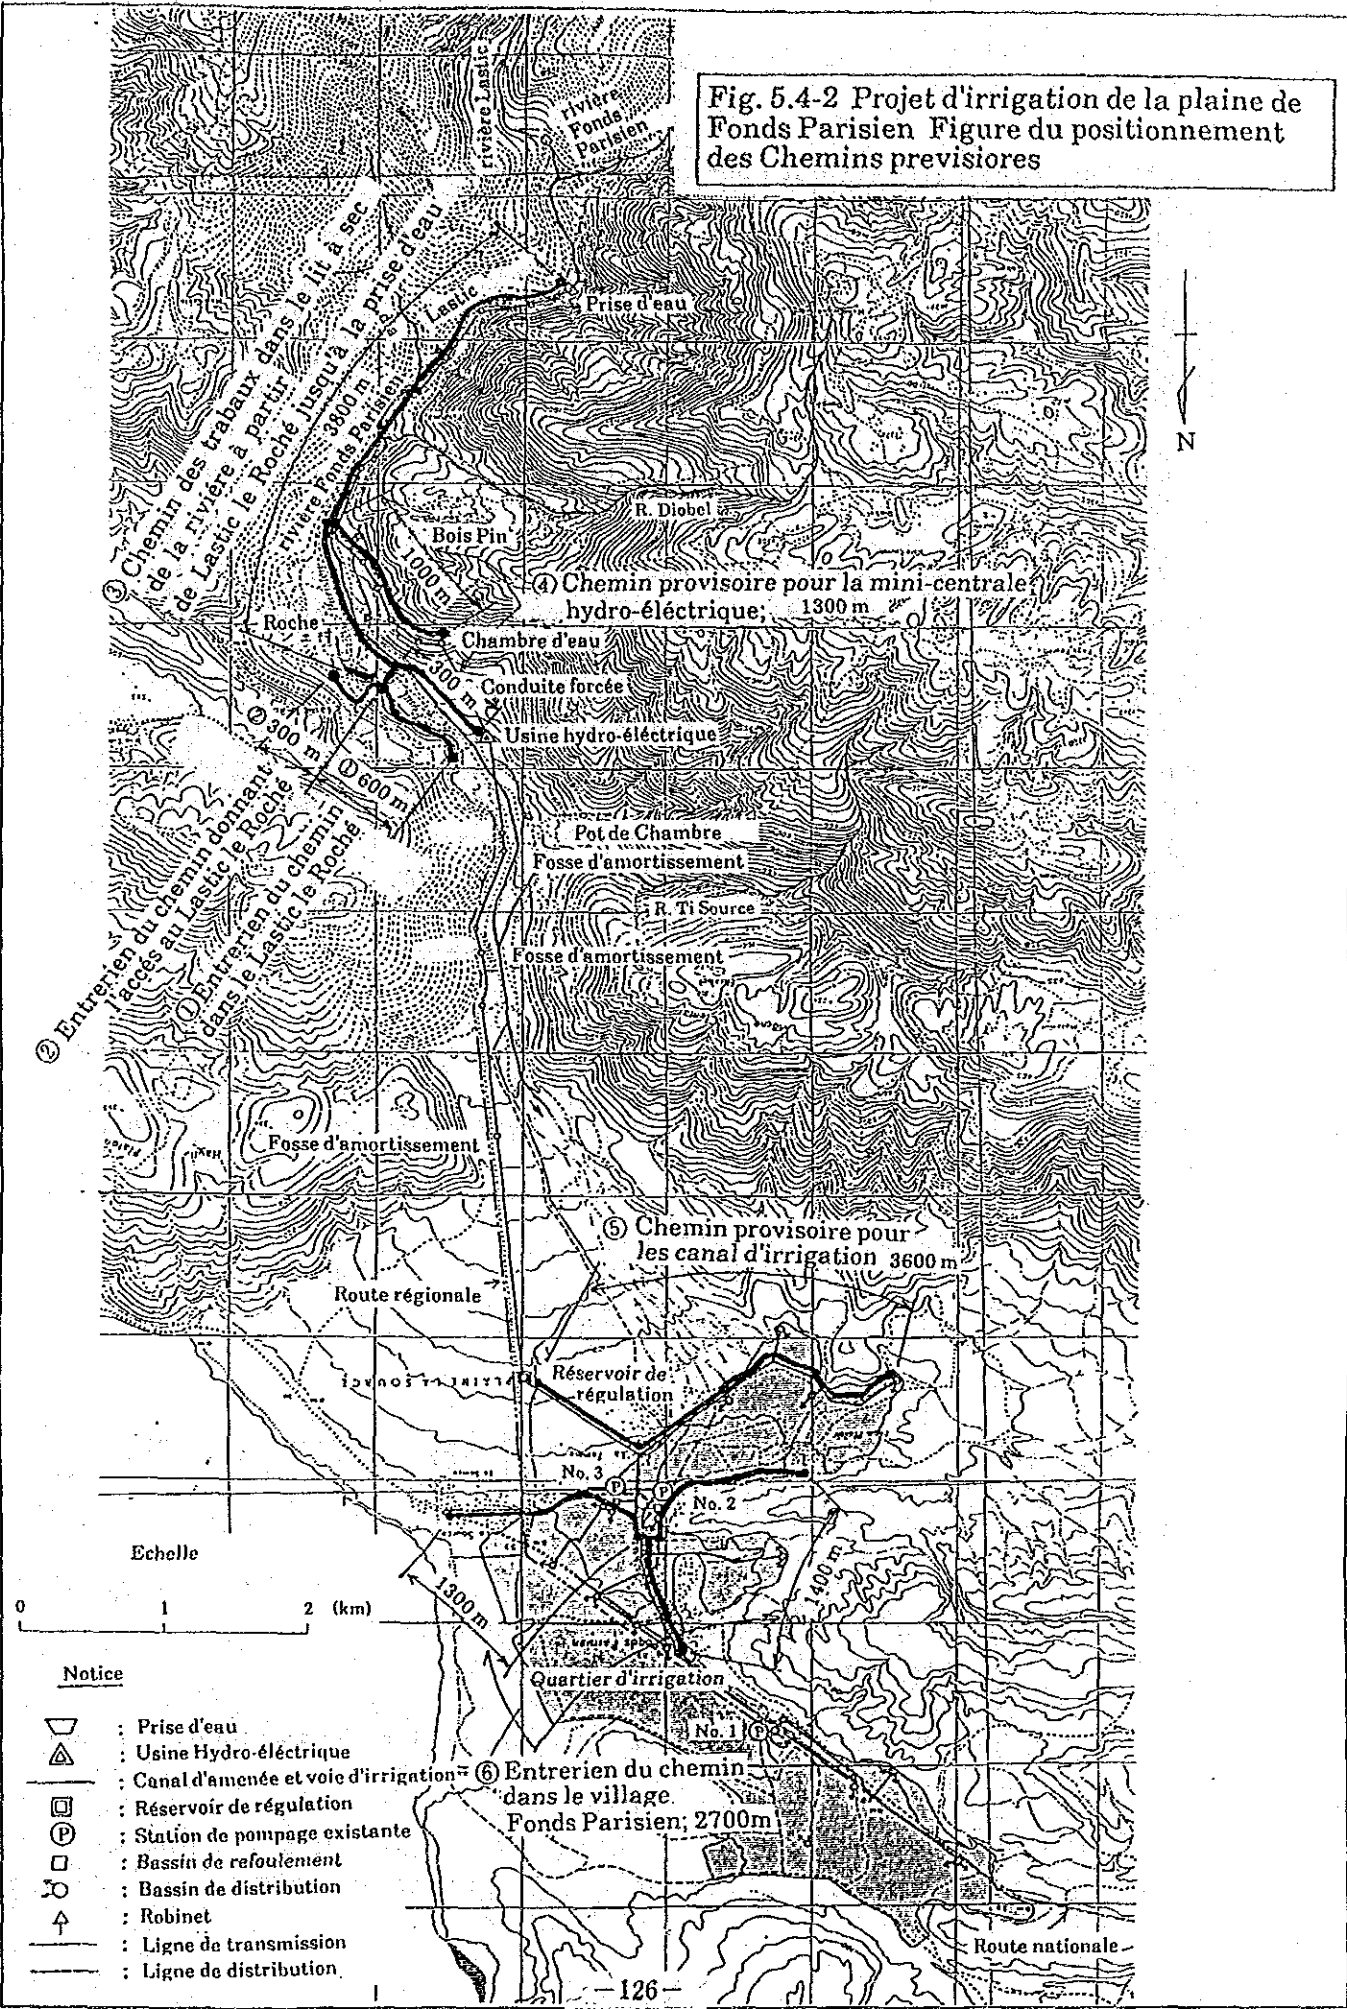 Fig. 5.4-2 Projet d'irrigation de la plaine de
Fonds Parisien Figure du positionnement
des Chemins previsiores
rivière Lastic
rivière
Fonds
Parisien
N
③ Chemin des trabaux dans le lit à sec
de la rivière à partir
de Lastic le Roché jusqu'à la prise d'eau
3800 m
Lastic
rivière Fonds Parisien
Prise d'eau
R. Diobel
Bois Pin
1000 m
④ Chemin provisoire pour la mini-centrale
hydro-éléctrique; 1300 m
Roche
Chambre d'eau
300 m
Conduite forcée
Usine hydro-éléctrique
② 300 m
① 600 m
② Entretien du chemin donnant
l'accés au Lastic le Roché
① Entretien du chemin
dans le Lastic le Roché
Pot de Chambre
Fosse d'amortissement
R. Ti Source
Fosse d'amortissement
Fosse d'amortissement
⑤ Chemin provisoire pour
les canal d'irrigation 3600 m
Route régionale
Réservoir de
régulation
No. 3
P
P
No. 2
1300 m
1400 m
Quartier d'irrigation
No. 1 P
⑥ Entrerien du chemin
dans le village.
Fonds Parisien; 2700m
Route nationale
Echelle
0 1 2 (km)
Notice
: Prise d'eau
: Usine Hydro-éléctrique
: Canal d'amenée et voie d'irrigation
: Réservoir de régulation
P : Station de pompage existante
: Bassin de refoulement
: Bassin de distribution
: Robinet
: Ligne de transmission
: Ligne de distribution
—126—